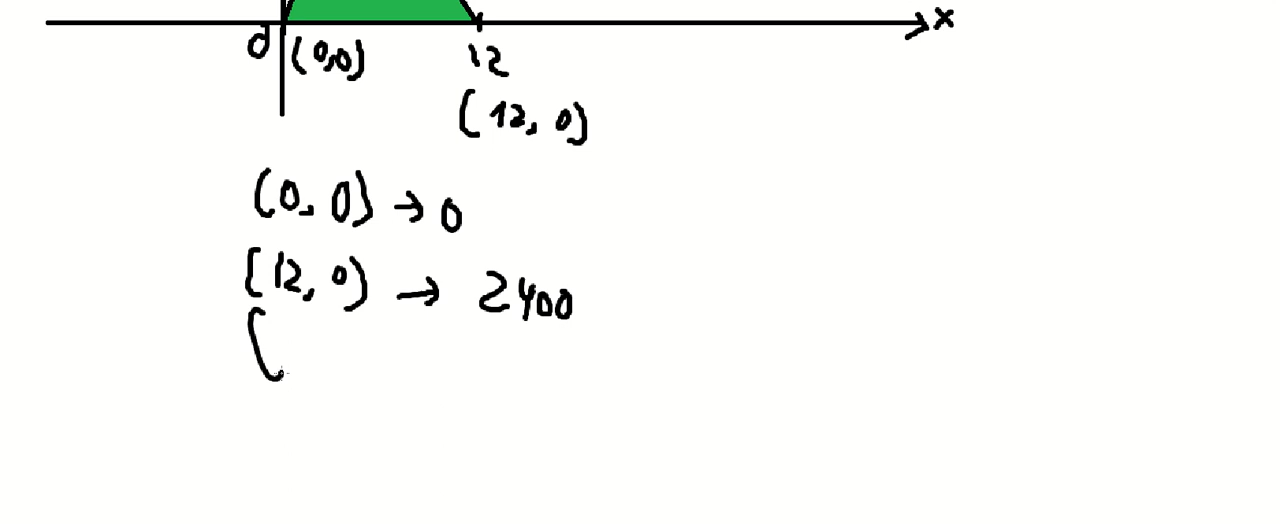 x
0 (0,0) 12
(12, 0)
(0, 0) → 0
(12, 0) → 2400
(